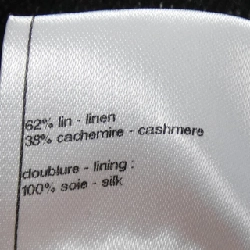 62% lin - linen
38% cachemire - cashmere
doublure - lining :
100% soie - silk